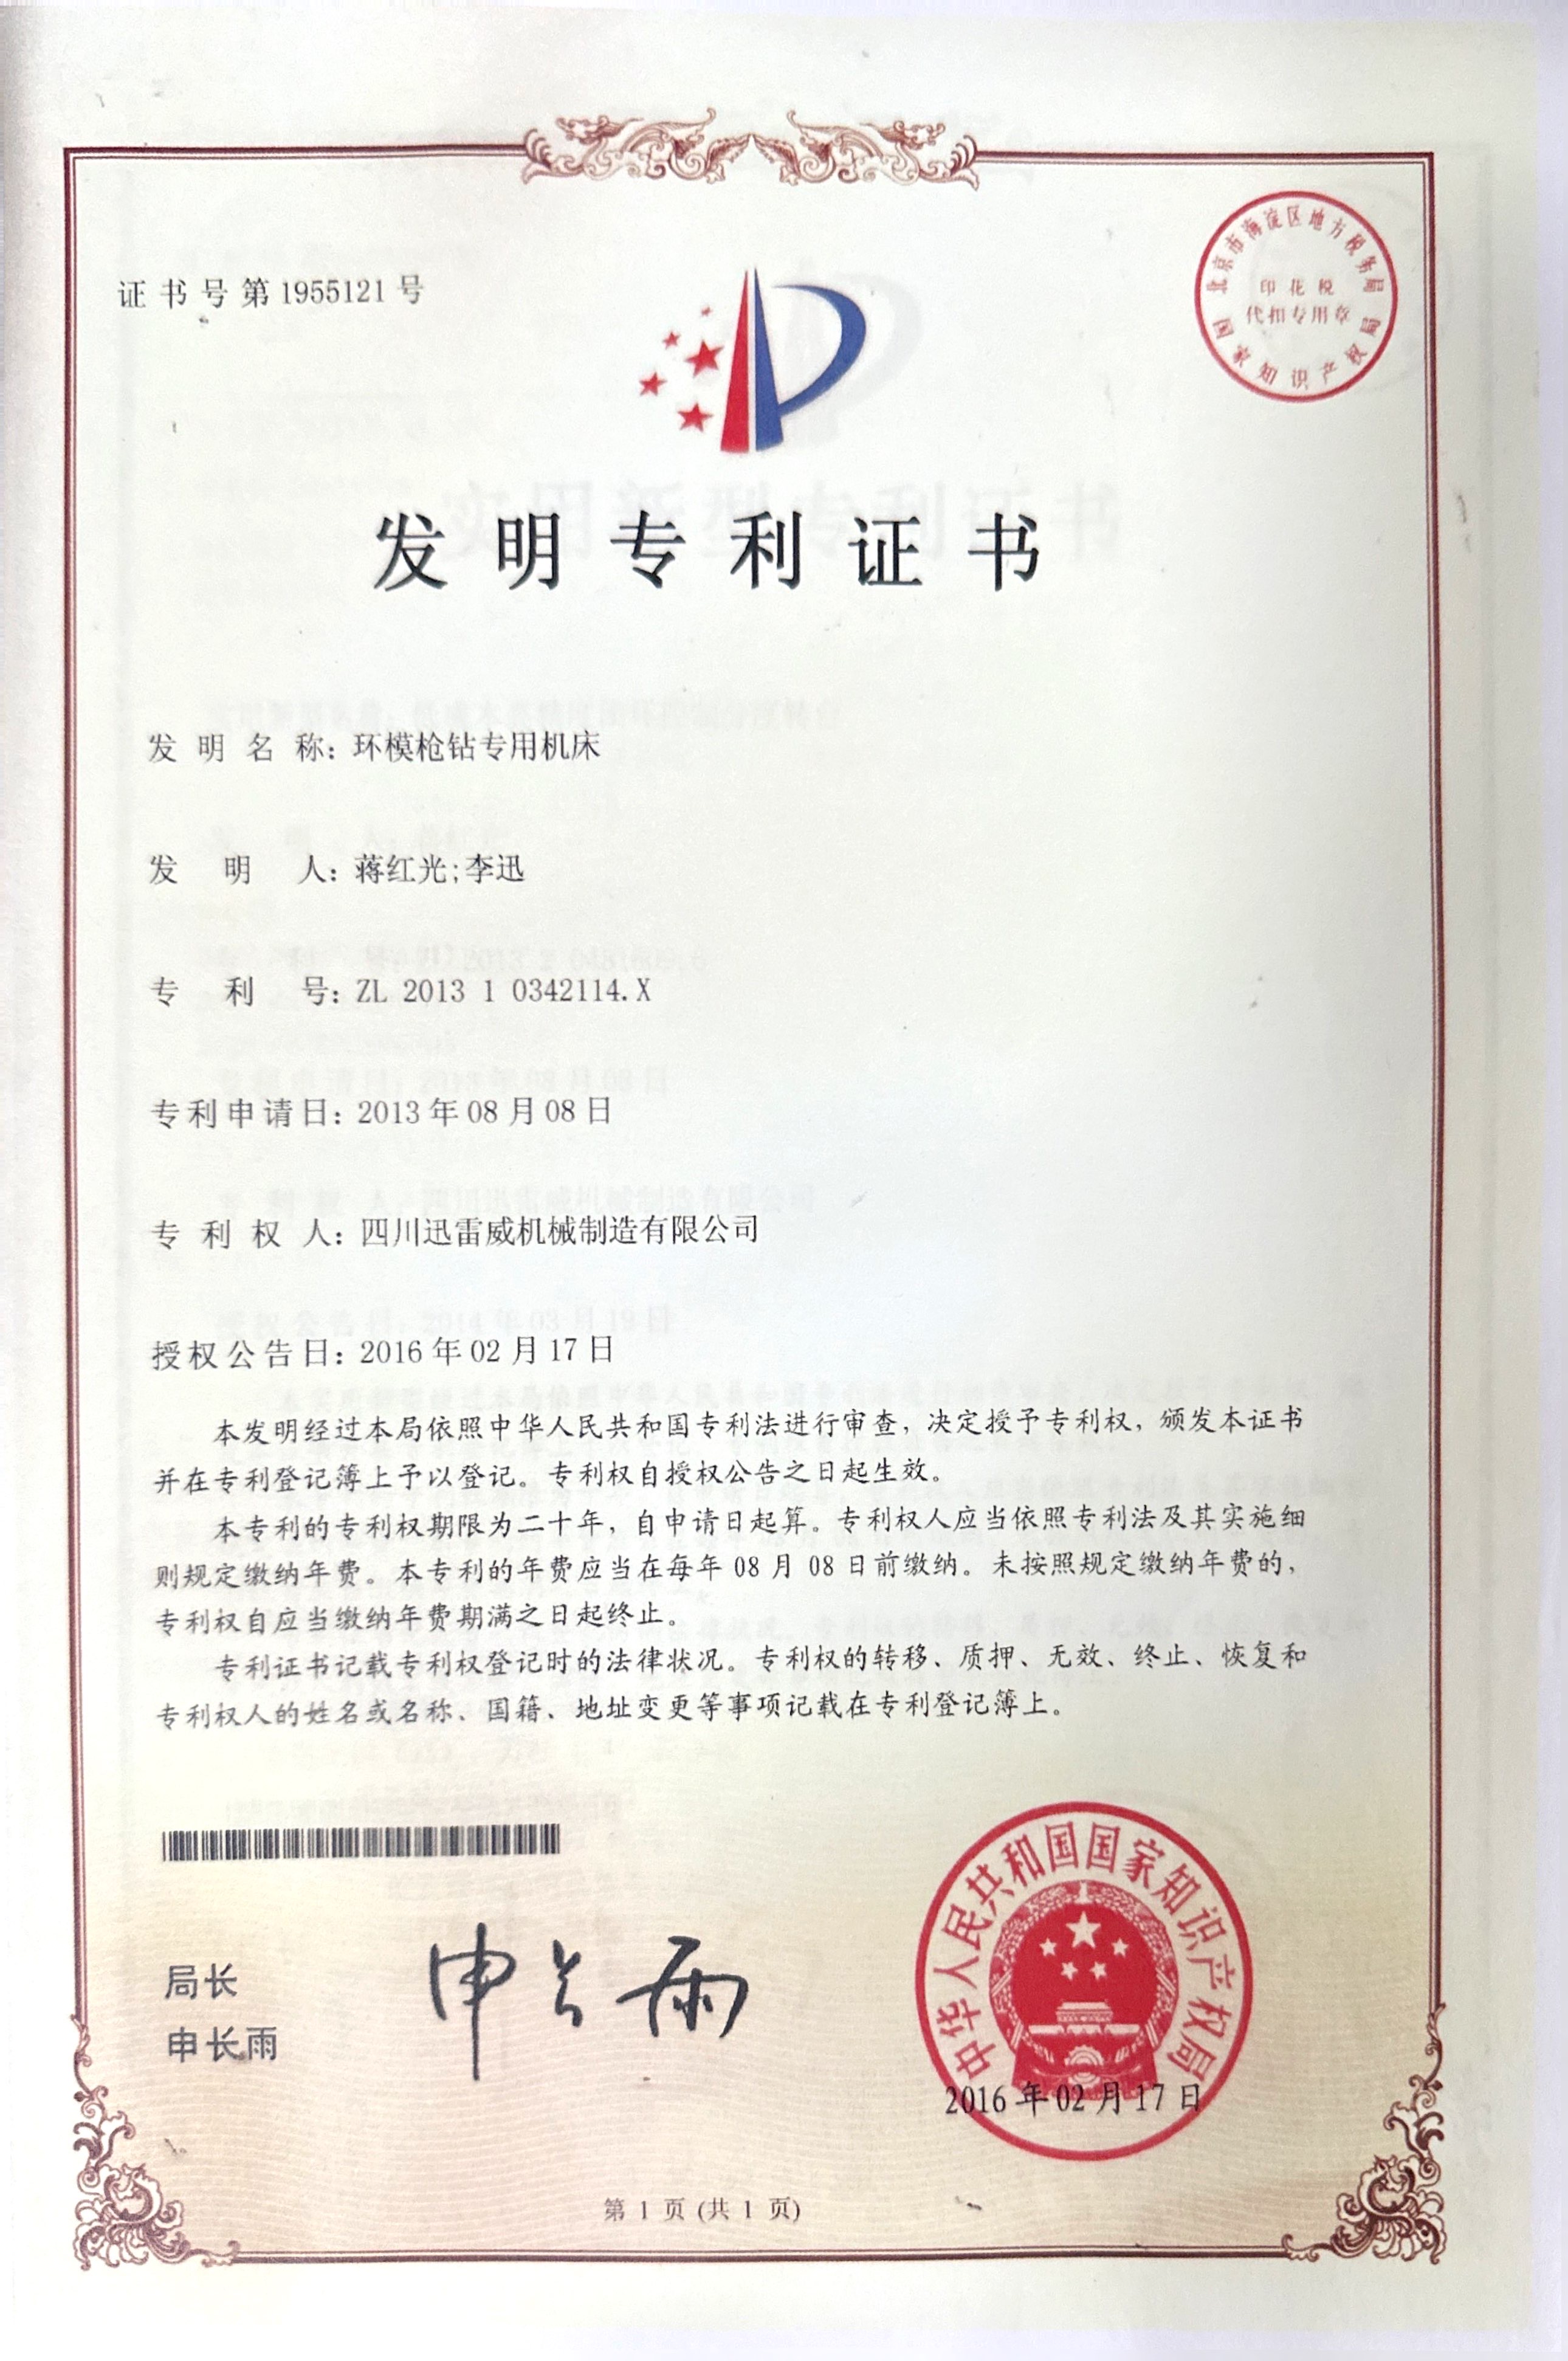 证书号第1955121号
北京市海淀区地方税务局
印花税
代扣专用章
国家知识产权局
发明专利证书
发明名称：环模枪钻专用机床
发明人：蒋红光;李迅
专利号：ZL 2013 1 0342114.X
专利申请日：2013年08月08日
专利权人：四川迅雷威机械制造有限公司
授权公告日：2016年02月17日
本发明经过本局依照中华人民共和国专利法进行审查，决定授予专利权，颁发本证书
并在专利登记簿上予以登记。专利权自授权公告之日起生效。
本专利的专利权期限为二十年，自申请日起算。专利权人应当依照专利法及其实施细
则规定缴纳年费。本专利的年费应当在每年08月08日前缴纳。未按照规定缴纳年费的，
专利权自应当缴纳年费期满之日起终止。
专利证书记载专利权登记时的法律状况。专利权的转移、质押、无效、终止、恢复和
专利权人的姓名或名称、国籍、地址变更等事项记载在专利登记簿上。
局长
申长雨
申长雨
中华人民共和国国家知识产权局
2016年02月17日
第1页(共1页)